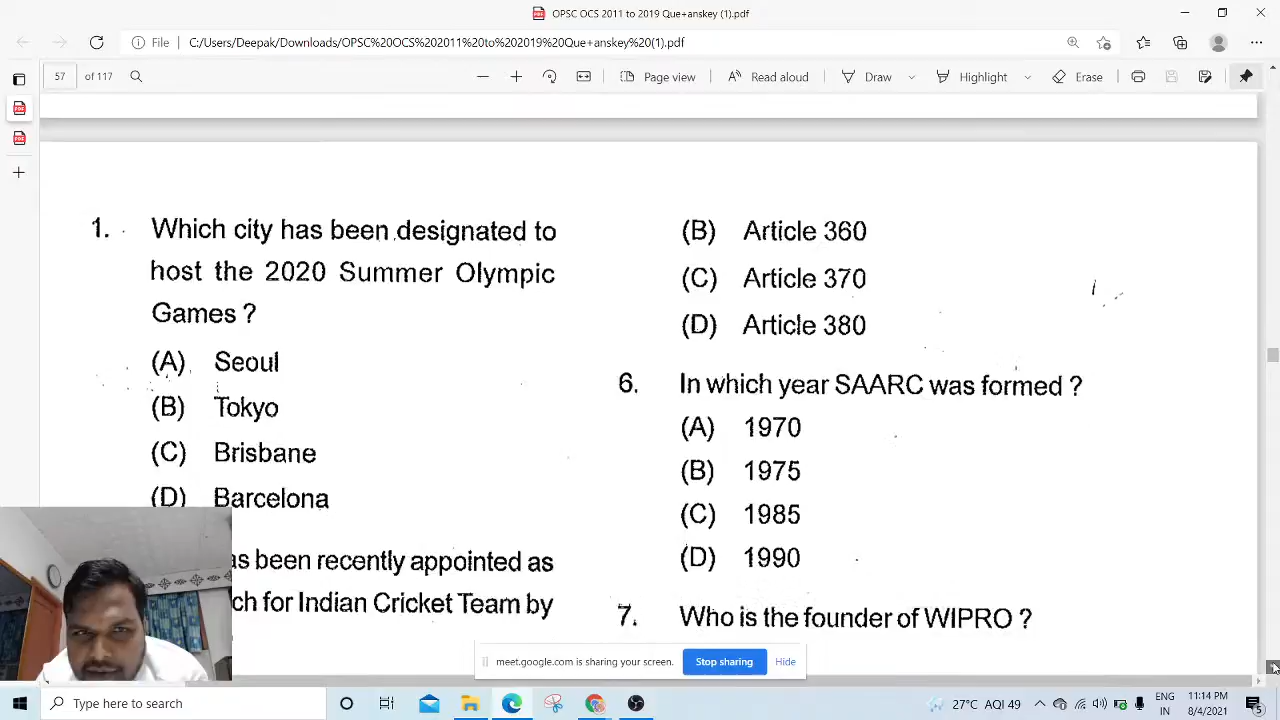 OPSC OCS 2011 to 2019 Que+anskey (1).pdf
File C:/Users/Deepak/Downloads/OPSC%20OCS%202011%20to%202019%20Que+anskey%20(1).pdf
57 of 117 Page view Read aloud Draw Highlight Erase
1. Which city has been designated to
host the 2020 Summer Olympic
Games ?
(A) Seoul
(B) Tokyo
(C) Brisbane
(D) Barcelona
as been recently appointed as
ch for Indian Cricket Team by
(B) Article 360
(C) Article 370
(D) Article 380
6. In which year SAARC was formed ?
(A) 1970
(B) 1975
(C) 1985
(D) 1990
7. Who is the founder of WIPRO ?
meet.google.com is sharing your screen. Stop sharing Hide
Type here to search
27°C AQI 49 ENG 11:14 PM
IN 8/4/2021 5